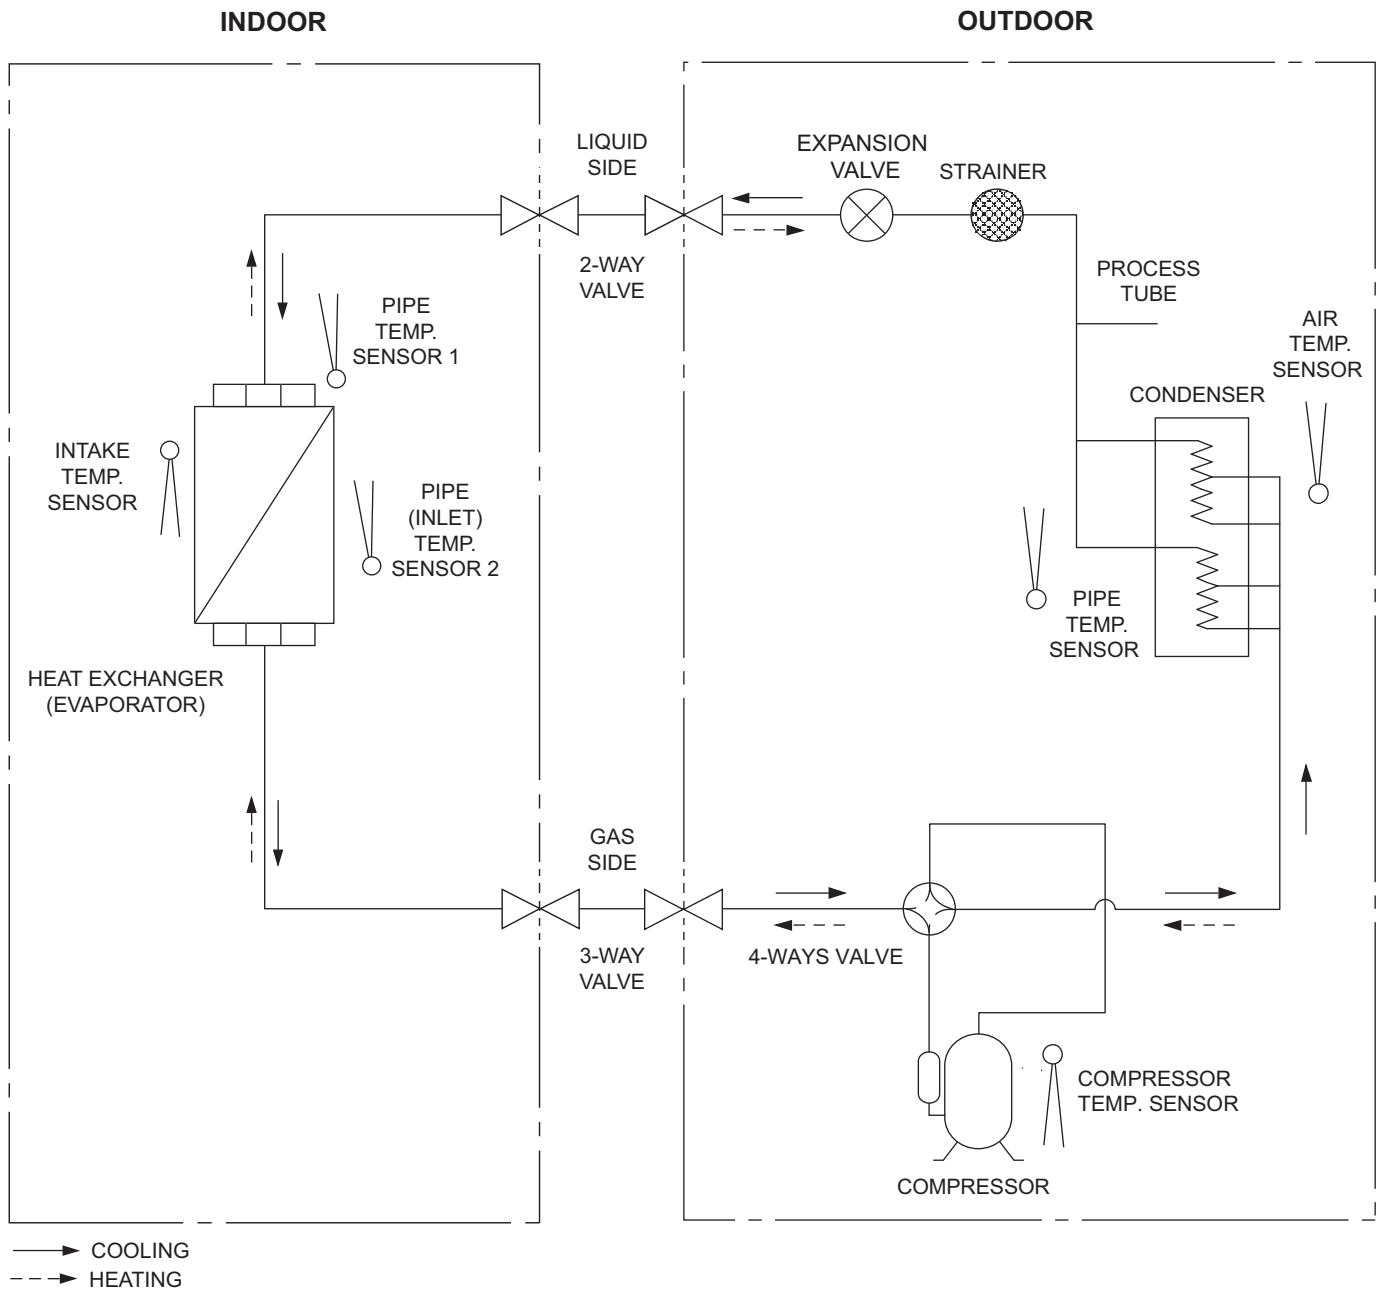 INDOOR
OUTDOOR
LIQUID
SIDE
EXPANSION
VALVE
STRAINER
2-WAY
VALVE
PROCESS
TUBE
PIPE
TEMP.
SENSOR 1
AIR
TEMP.
SENSOR
CONDENSER
INTAKE
TEMP.
SENSOR
PIPE
(INLET)
TEMP.
SENSOR 2
PIPE
TEMP.
SENSOR
HEAT EXCHANGER
(EVAPORATOR)
GAS
SIDE
3-WAY
VALVE
4-WAYS VALVE
COMPRESSOR
TEMP. SENSOR
COMPRESSOR
COOLING
HEATING